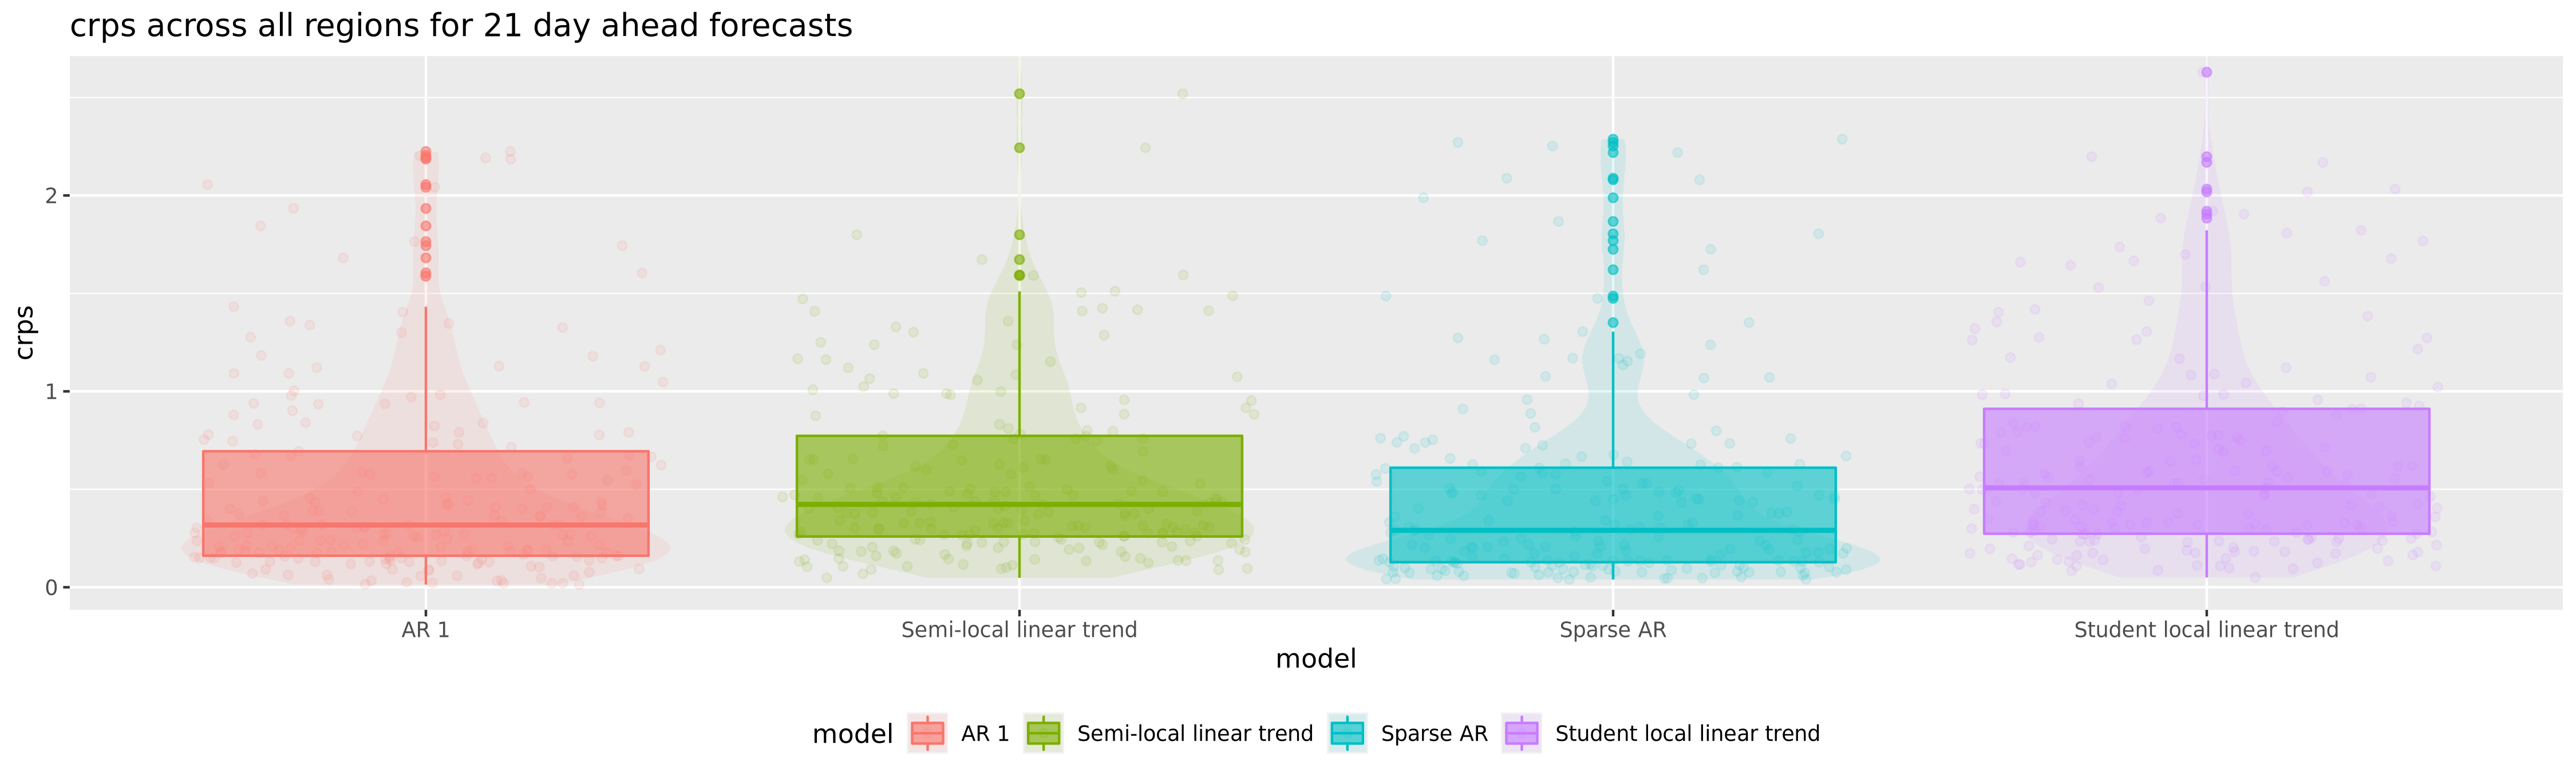 crps across all regions for 21 day ahead forecasts
crps
2
1
0
AR 1 Semi-local linear trend Sparse AR Student local linear trend
model
model AR 1 Semi-local linear trend Sparse AR Student local linear trend